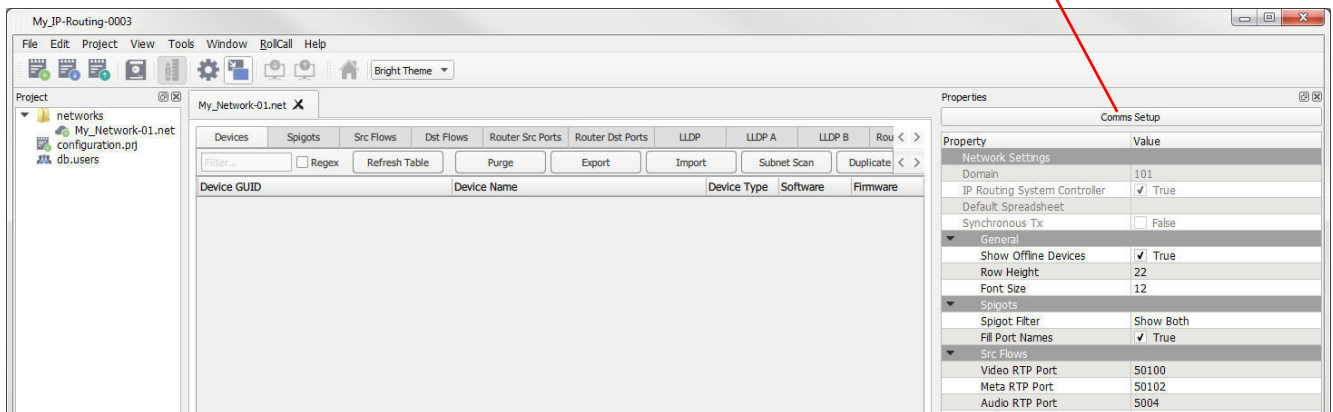 My_IP-Routing-0003
File Edit Project View Tools Window RollCall Help
Bright Theme
Project
networks
My_Network-01.net
configuration.prj
db.users
My_Network-01.net
Devices Spigots Src Flows Dst Flows Router Src Ports Router Dst Ports LLDP LLDP A LLDP B Rou
Filter... Regex Refresh Table Purge Export Import Subnet Scan Duplicate
Device GUID Device Name Device Type Software Firmware
Properties
Comms Setup
Property Value
Network Settings
Domain 101
IP Routing System Controller True
Default Spreadsheet
Synchronous Tx False
General
Show Offline Devices True
Row Height 22
Font Size 12
Spigots
Spigot Filter Show Both
Fill Port Names True
Src Flows
Video RTP Port 50100
Meta RTP Port 50102
Audio RTP Port 5004